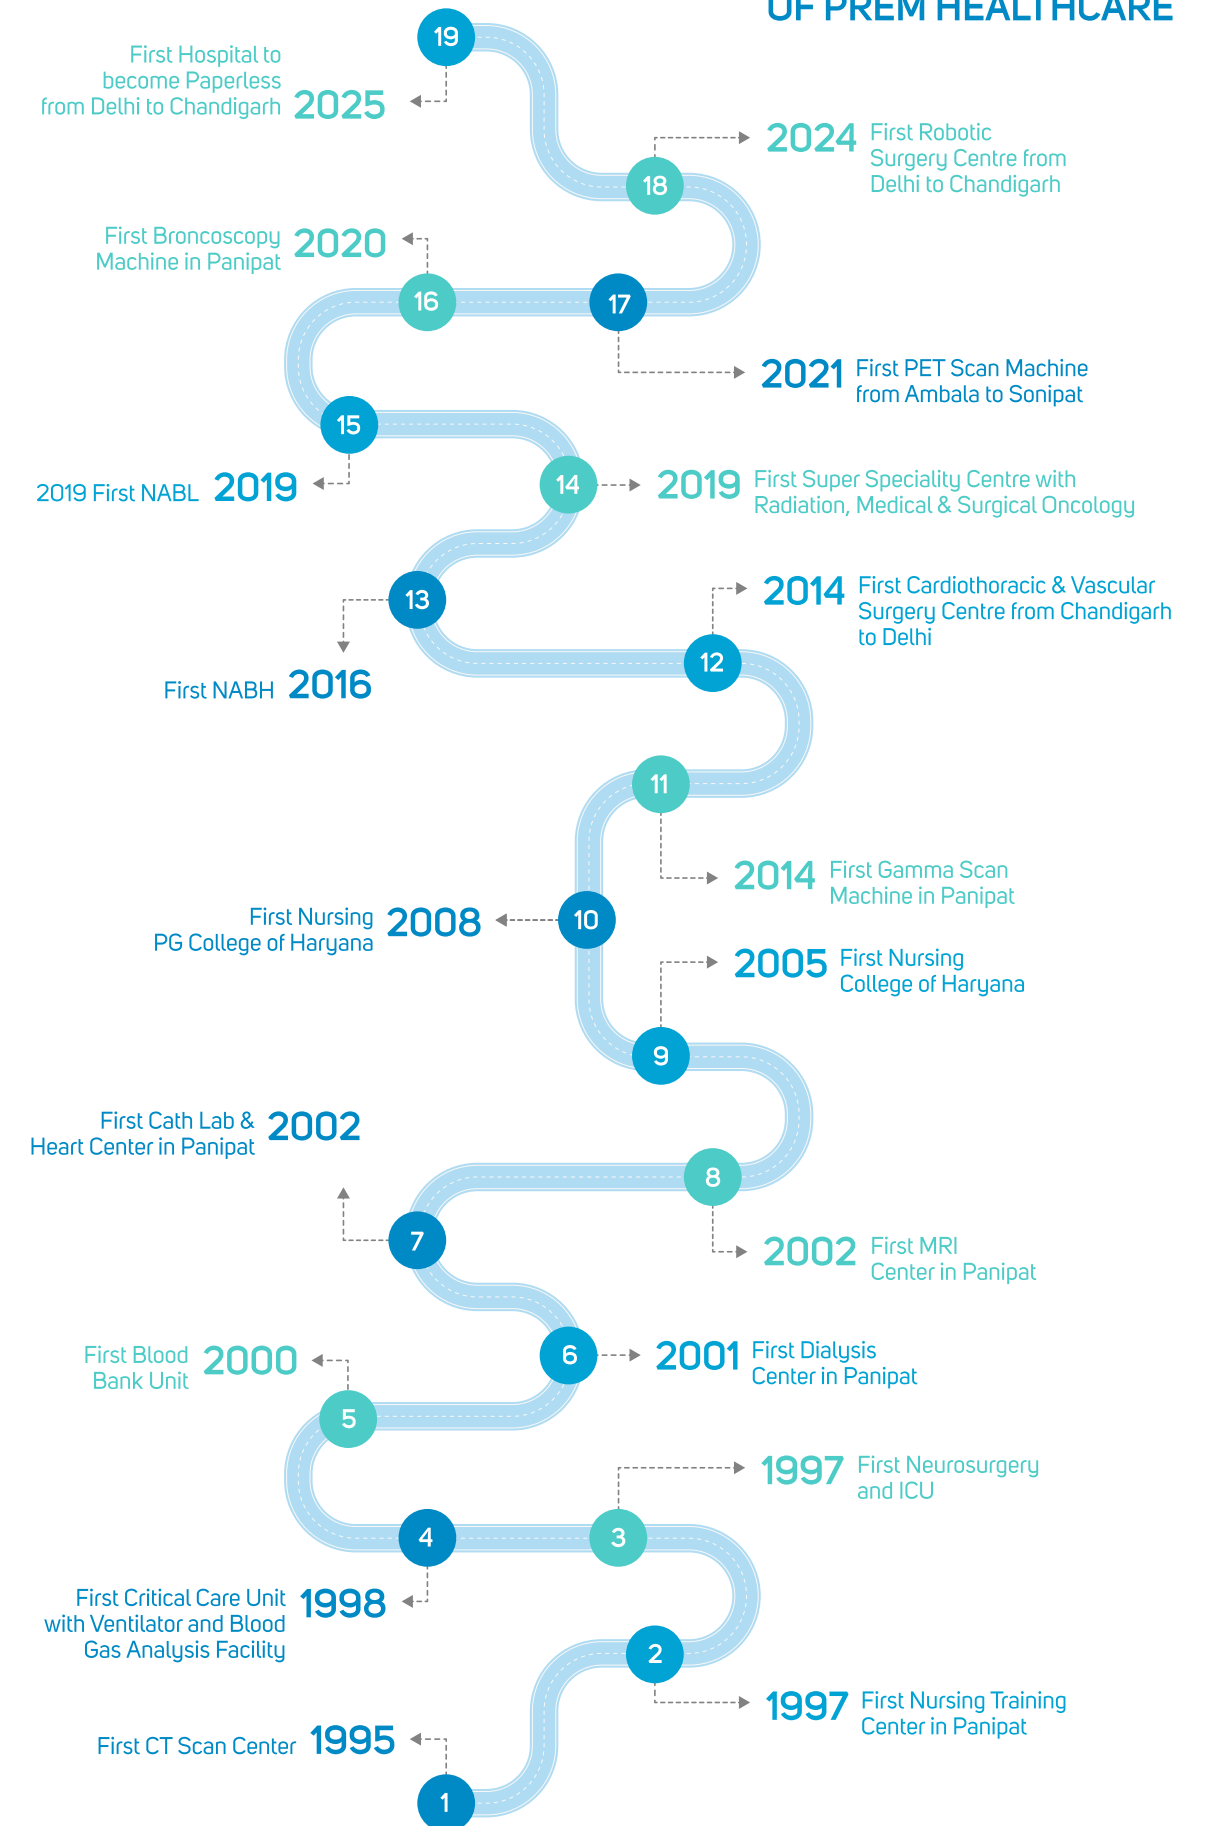 OF PREM HEALTHCARE
19
First Hospital to
become Paperless
from Delhi to Chandigarh 2025
2024 First Robotic
Surgery Centre from
Delhi to Chandigarh
18
First Broncoscopy 2020
Machine in Panipat
16
17
2021 First PET Scan Machine
from Ambala to Sonipat
15
2019 First NABL 2019
14
2019 First Super Speciality Centre with
Radiation, Medical & Surgical Oncology
13
2014 First Cardiothoracic & Vascular
Surgery Centre from Chandigarh
to Delhi
12
First NABH 2016
11
2014 First Gamma Scan
Machine in Panipat
First Nursing 2008
PG College of Haryana
10
2005 First Nursing
College of Haryana
9
First Cath Lab & 2002
Heart Center in Panipat
8
7
2002 First MRI
Center in Panipat
First Blood 2000
Bank Unit
6
2001 First Dialysis
Center in Panipat
5
1997 First Neurosurgery
and ICU
4
3
First Critical Care Unit 1998
with Ventilator and Blood
Gas Analysis Facility
2
1997 First Nursing Training
Center in Panipat
First CT Scan Center 1995
1